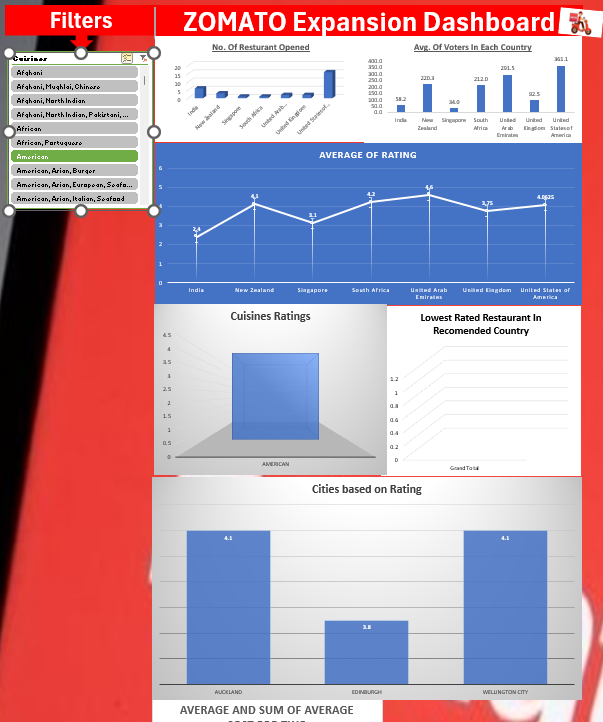 Filters
ZOMATO Expansion Dashboard
Cuisines
Afghani
Afghani, Mughlai, Chinese
Afghani, North Indian
Afghani, North Indian, Pakistani, ...
African
African, Portuguese
American
American, Asian, Burger
American, Asian, European, Seafo...
American, Asian, Italian, Seafood
No. Of Resturant Opened
20
15
10
5
0
India
New Zealand
Singapore
South Africa
United Arab...
United Kingdom
United States of...
Avg. Of Voters In Each Country
400.0
350.0
300.0
250.0
200.0
150.0
100.0
50.0
0.0
58.2
220.3
34.0
212.0
291.5
92.5
361.1
India
New Zealand
Singapore
South Africa
United Arab Emirates
United Kingdom
United States of America
AVERAGE OF RATING
6
5
4
3
2
1
0
2.4
4.1
3.1
4.2
4.6
3.75
4.0625
India
New Zealand
Singapore
South Africa
United Arab Emirates
United Kingdom
United States of America
Cuisines Ratings
4.5
4
3.5
3
2.5
2
1.5
1
0.5
0
AMERICAN
Lowest Rated Restaurant In
Recomended Country
1.2
1
0.8
0.6
0.4
0.2
0
Grand Total
Cities based on Rating
4.1
3.8
4.1
AUCKLAND
EDINBURGH
WELLINGTON CITY
AVERAGE AND SUM OF AVERAGE
COST FOR TWO